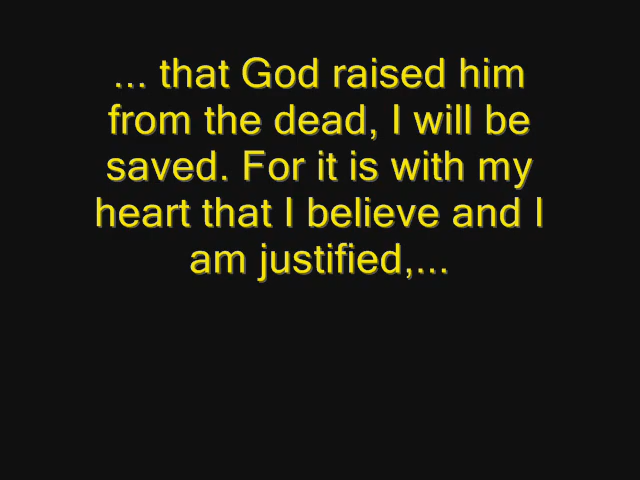 ... that God raised him
from the dead, I will be
saved. For it is with my
heart that I believe and I
am justified,...